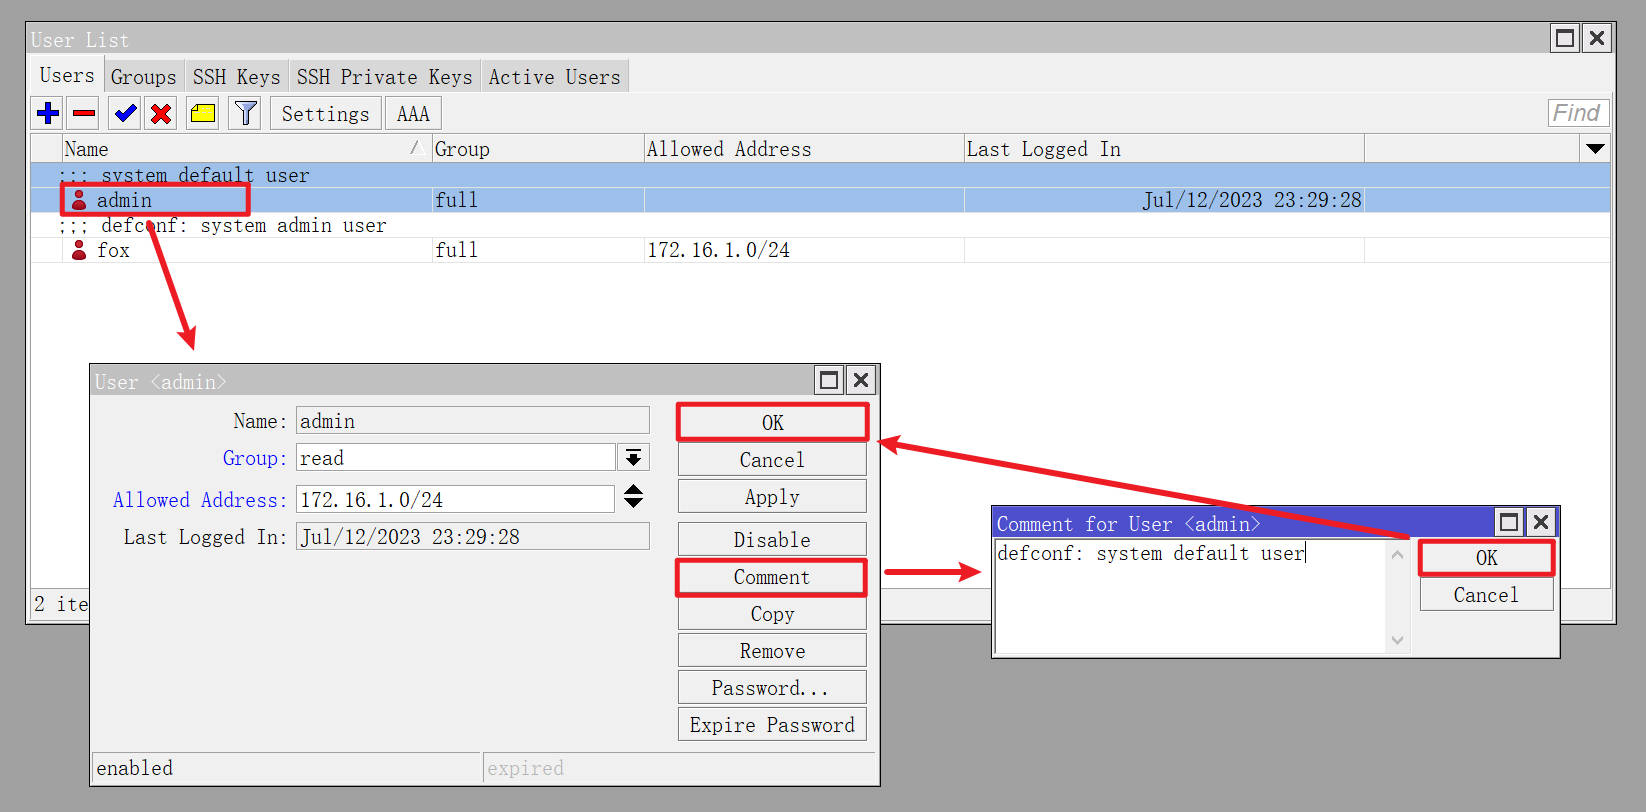 User List
Users Groups SSH Keys SSH Private Keys Active Users
Settings AAA Find
Name Group Allowed Address Last Logged In
;;; system default user
admin full Jul/12/2023 23:29:28
;;; defconf: system admin user
fox full 172.16.1.0/24
2 ite
User <admin>
Name: admin
Group: read
Allowed Address: 172.16.1.0/24
Last Logged In: Jul/12/2023 23:29:28
OK
Cancel
Apply
Disable
Comment
Copy
Remove
Password...
Expire Password
enabled expired
Comment for User <admin>
defconf: system default user
OK
Cancel